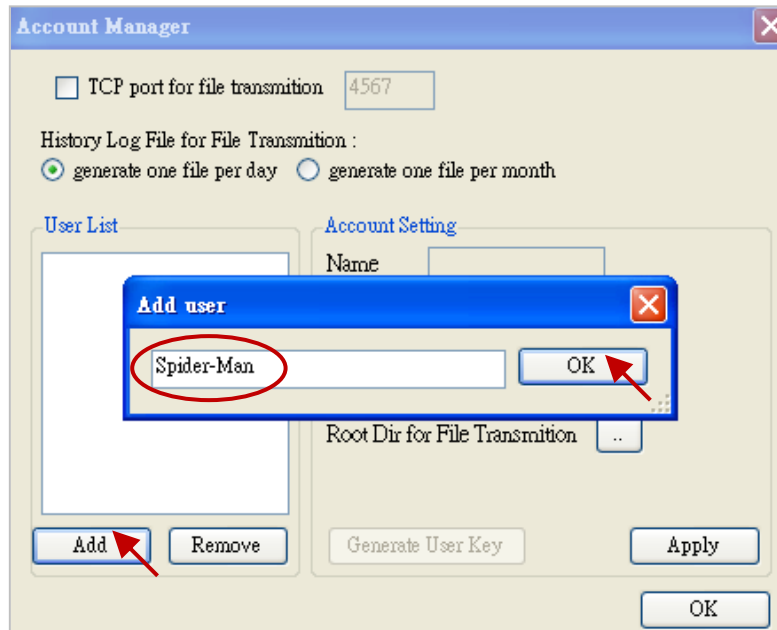 Account Manager
TCP port for file transmition 4567
History Log File for File Transmition :
generate one file per day generate one file per month
User List
Account Setting
Name
Add user
Spider-Man OK
Root Dir for File Transmition ..
Add Remove Generate User Key Apply
OK